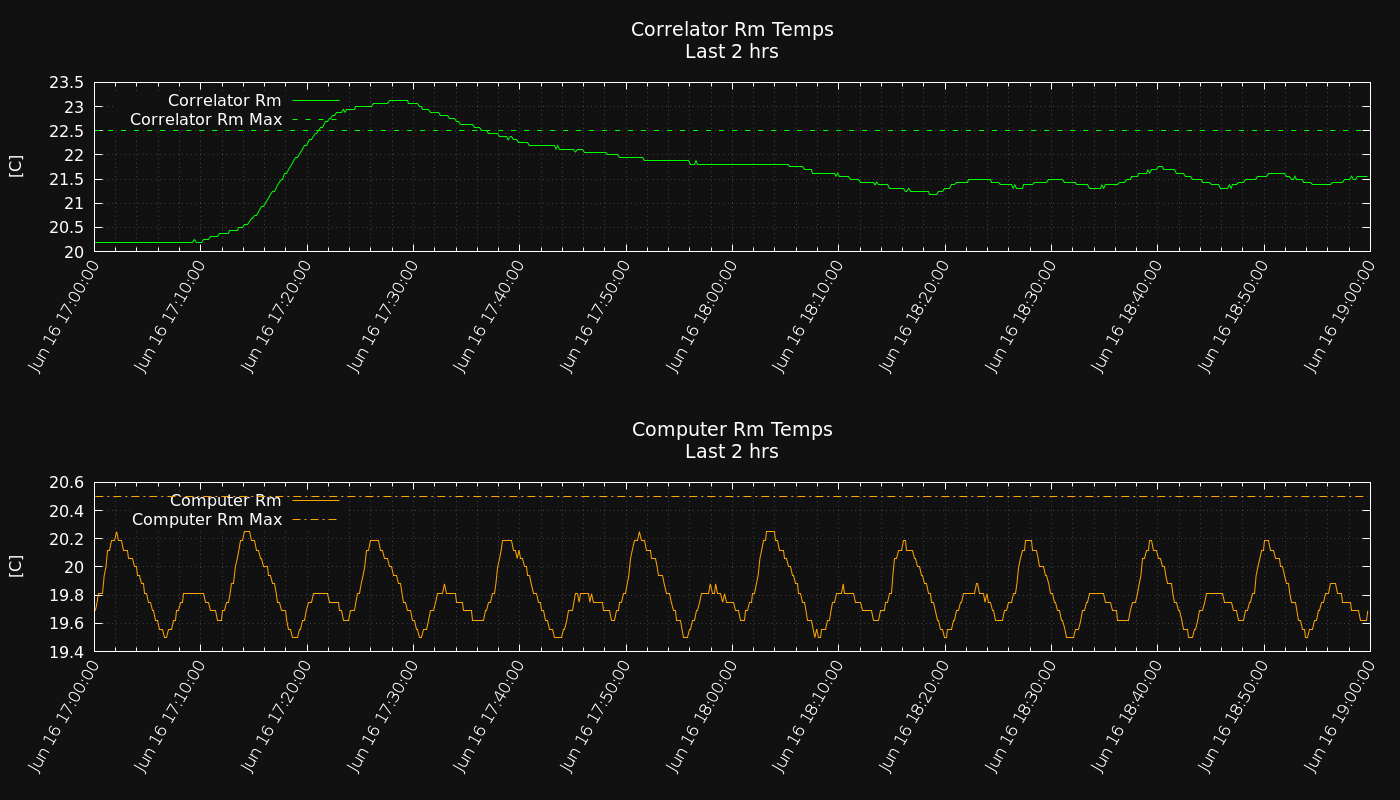 Correlator Rm Temps
Last 2 hrs
23.5
23
22.5
22
21.5
21
20.5
20
[C]
Correlator Rm
Correlator Rm Max
Jun 16 17:00:00
Jun 16 17:10:00
Jun 16 17:20:00
Jun 16 17:30:00
Jun 16 17:40:00
Jun 16 17:50:00
Jun 16 18:00:00
Jun 16 18:10:00
Jun 16 18:20:00
Jun 16 18:30:00
Jun 16 18:40:00
Jun 16 18:50:00
Jun 16 19:00:00
Computer Rm Temps
Last 2 hrs
20.6
20.4
20.2
20
19.8
19.6
19.4
[C]
Computer Rm
Computer Rm Max
Jun 16 17:00:00
Jun 16 17:10:00
Jun 16 17:20:00
Jun 16 17:30:00
Jun 16 17:40:00
Jun 16 17:50:00
Jun 16 18:00:00
Jun 16 18:10:00
Jun 16 18:20:00
Jun 16 18:30:00
Jun 16 18:40:00
Jun 16 18:50:00
Jun 16 19:00:00